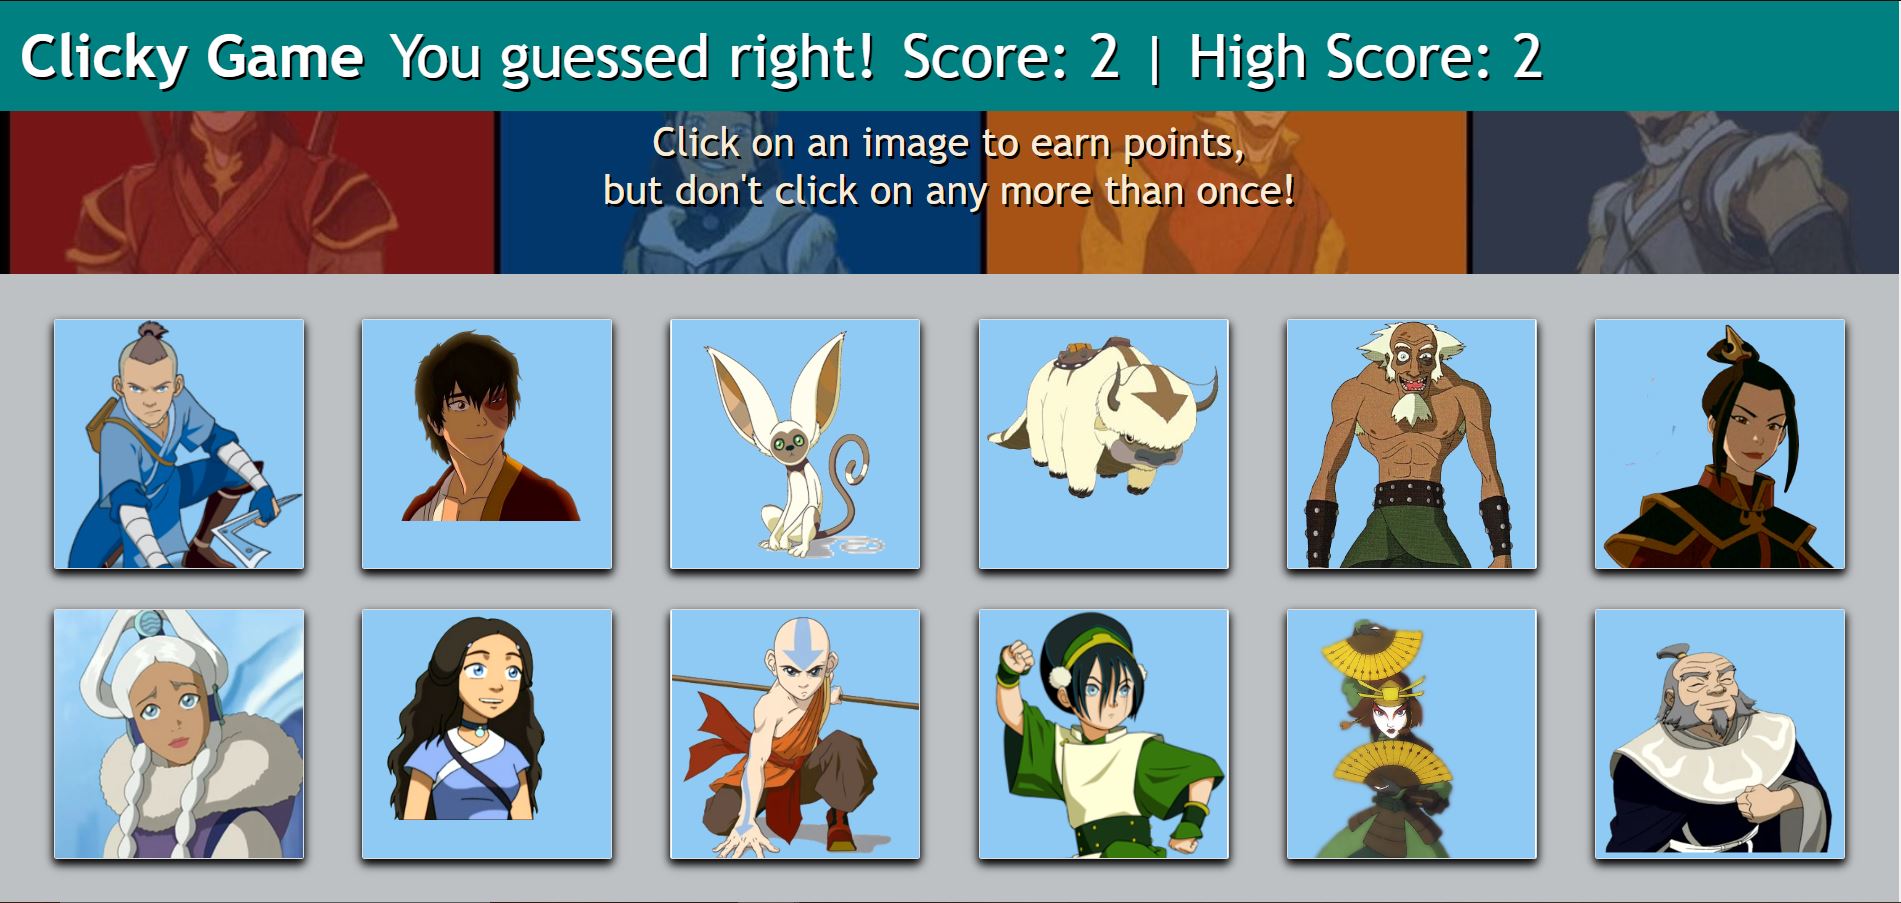 Clicky Game You guessed right! Score: 2 | High Score: 2
Click on an image to earn points,
but don't click on any more than once!